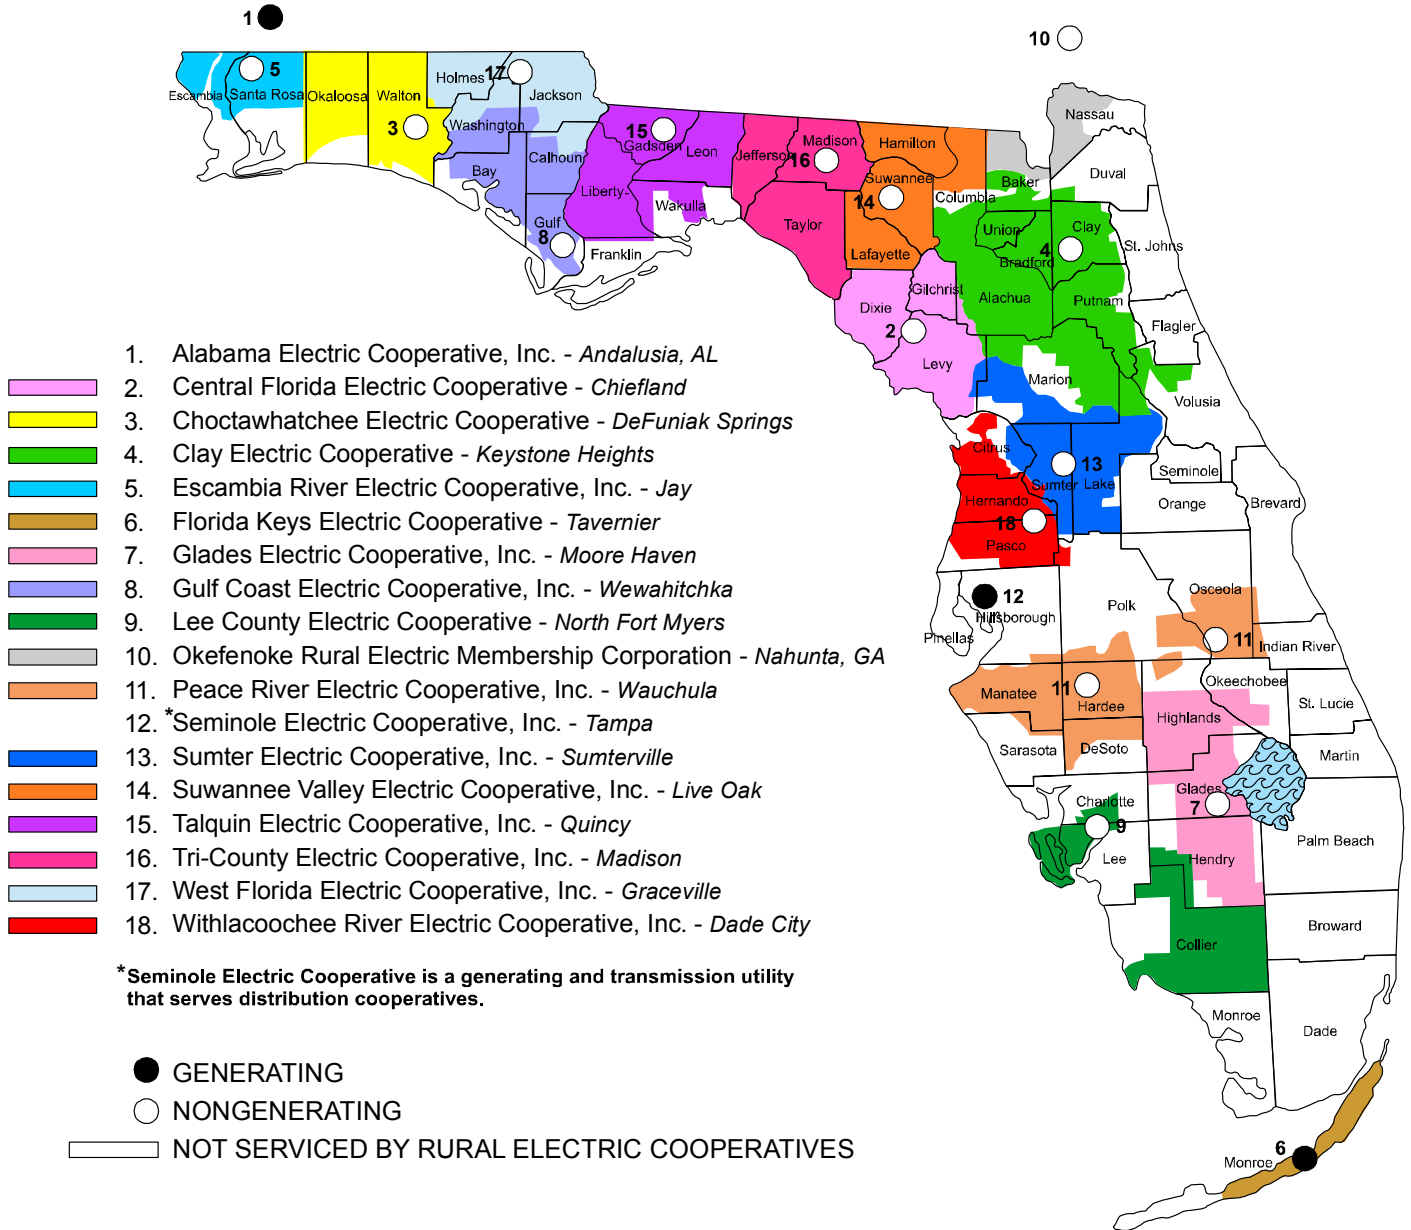 1
10
5
Escambia
Santa Rosa
Okaloosa
Walton
3
Holmes
17
Jackson
Washington
Bay
Calhoun
Gulf
8
15
Gadsden
Leon
Liberty
Wakulla
Franklin
Jefferson
Madison
16
Taylor
Hamilton
Suwannee
14
Lafayette
Columbia
Nassau
Baker
Duval
Union
Clay
4
Bradford
St. Johns
Gilchrist
Dixie
Alachua
Putnam
2
Flagler
Levy
Marion
Volusia
Citrus
13
Sumter
Lake
Seminole
Hernando
Orange
Brevard
18
Pasco
12
Hillsborough
Pinellas
Polk
Osceola
11
Indian River
Manatee
11
Hardee
Okeechobee
Highlands
St. Lucie
Sarasota
DeSoto
Martin
Charlotte
Glades
7
9
Lee
Hendry
Palm Beach
Collier
Broward
Monroe
Dade
6
Monroe
1. Alabama Electric Cooperative, Inc. - Andalusia, AL
2. Central Florida Electric Cooperative - Chiefland
3. Choctawhatchee Electric Cooperative - DeFuniak Springs
4. Clay Electric Cooperative - Keystone Heights
5. Escambia River Electric Cooperative, Inc. - Jay
6. Florida Keys Electric Cooperative - Tavernier
7. Glades Electric Cooperative, Inc. - Moore Haven
8. Gulf Coast Electric Cooperative, Inc. - Wewahitchka
9. Lee County Electric Cooperative - North Fort Myers
10. Okefenoke Rural Electric Membership Corporation - Nahunta, GA
11. Peace River Electric Cooperative, Inc. - Wauchula
12. *Seminole Electric Cooperative, Inc. - Tampa
13. Sumter Electric Cooperative, Inc. - Sumterville
14. Suwannee Valley Electric Cooperative, Inc. - Live Oak
15. Talquin Electric Cooperative, Inc. - Quincy
16. Tri-County Electric Cooperative, Inc. - Madison
17. West Florida Electric Cooperative, Inc. - Graceville
18. Withlacoochee River Electric Cooperative, Inc. - Dade City
*Seminole Electric Cooperative is a generating and transmission utility
that serves distribution cooperatives.
GENERATING
NONGENERATING
NOT SERVICED BY RURAL ELECTRIC COOPERATIVES